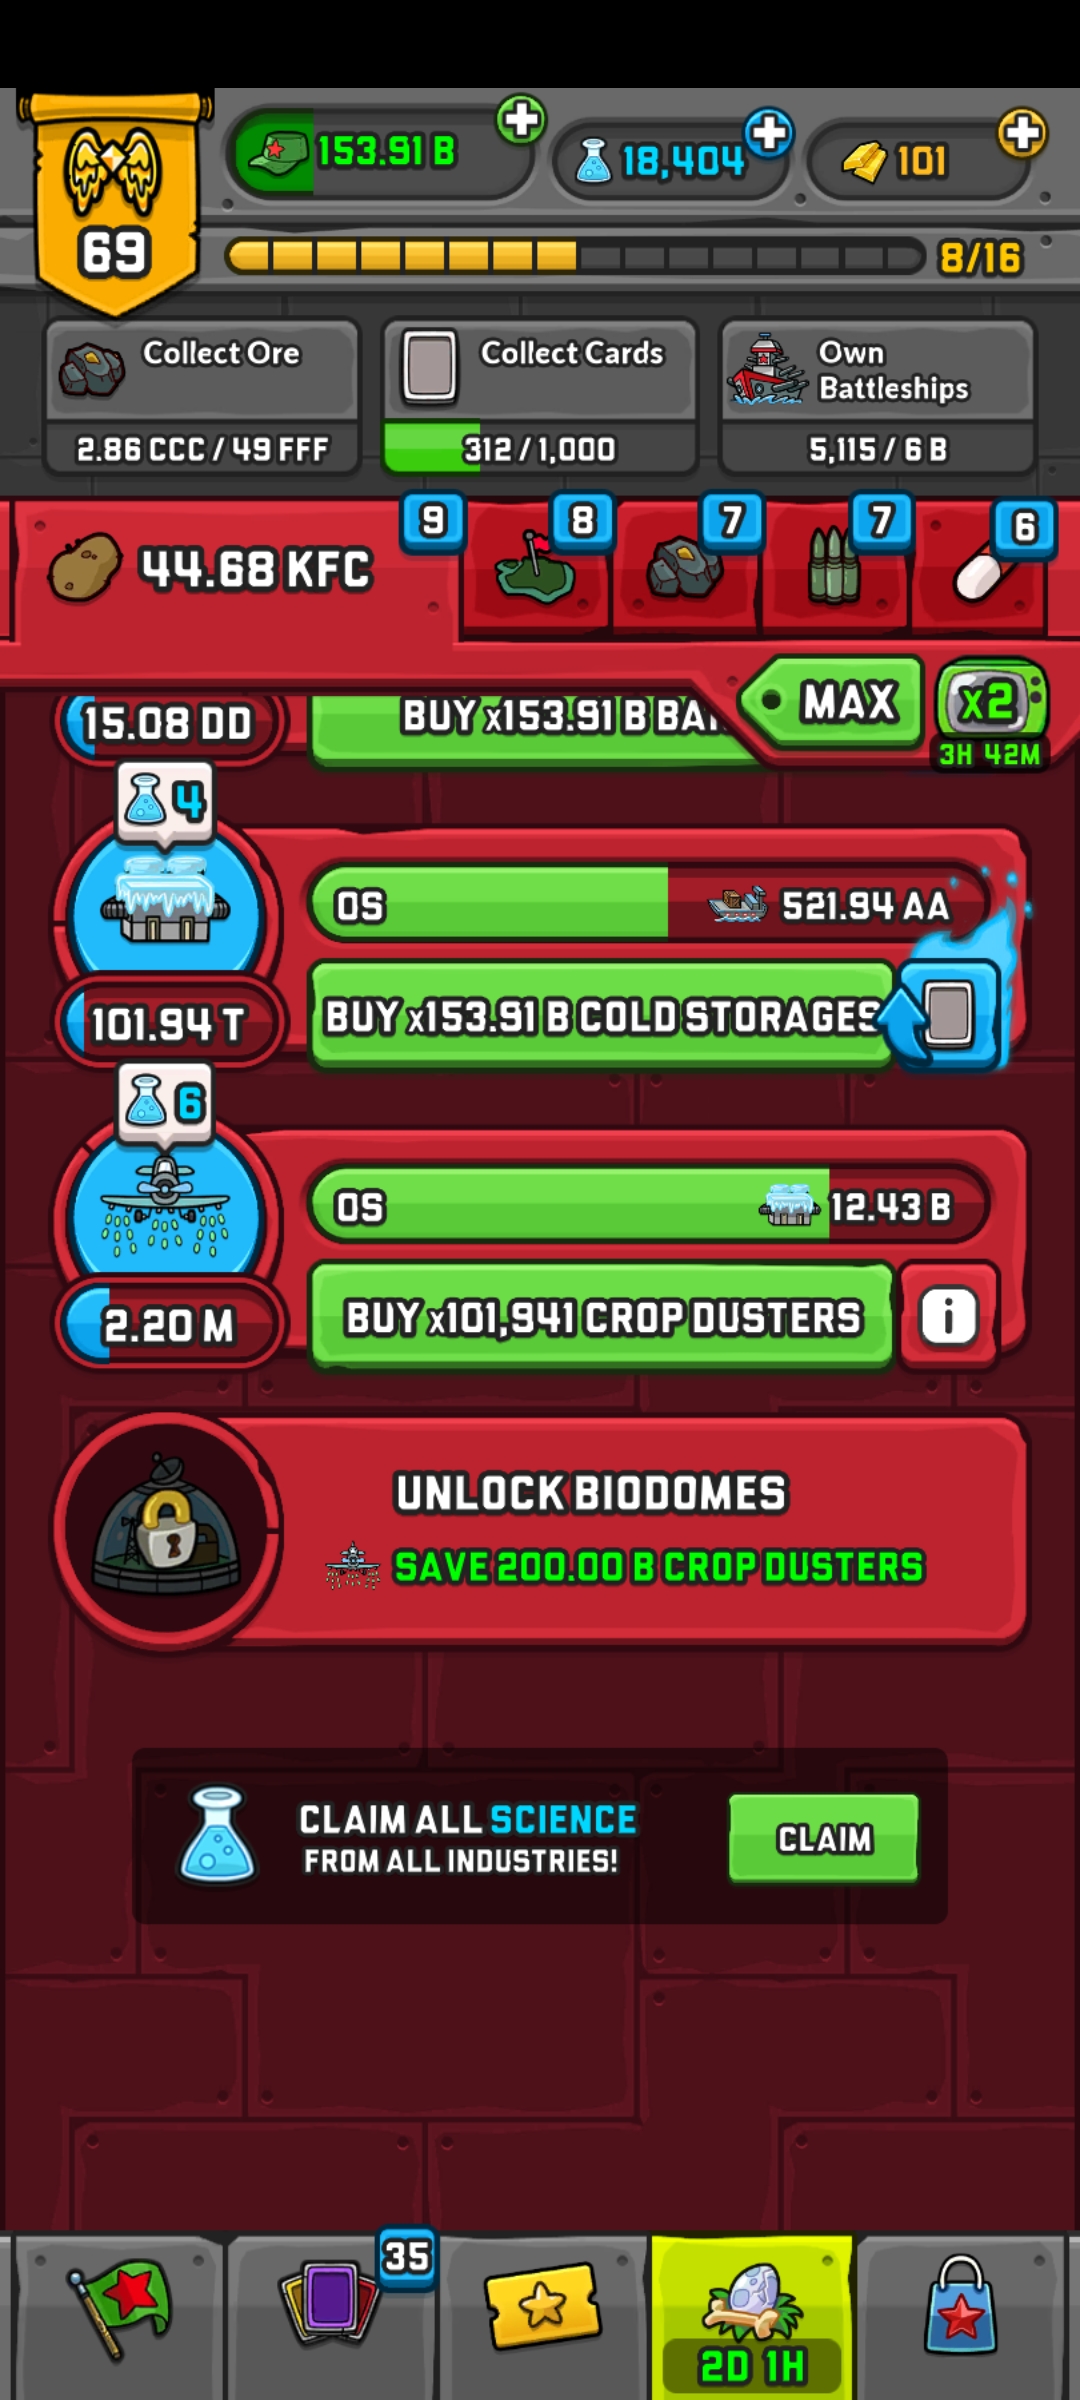 153.91 B
18,404
101
69
8/16
Collect Ore
2.86 CCC / 49 FFF
Collect Cards
312 / 1,000
Own
Battleships
5,115 / 6 B
44.68 KFC
9
8
7
7
6
MAX
x2
3H 42M
15.08 DD
BUY x153.91 B
4
0S
521.94 AA
101.94 T
BUY x153.91 B COLD STORAGES
6
0S
12.43 B
2.20 M
BUY x101,941 CROP DUSTERS
i
UNLOCK BIODOMES
SAVE 200.00 B CROP DUSTERS
CLAIM ALL SCIENCE
FROM ALL INDUSTRIES!
CLAIM
35
2D 1H